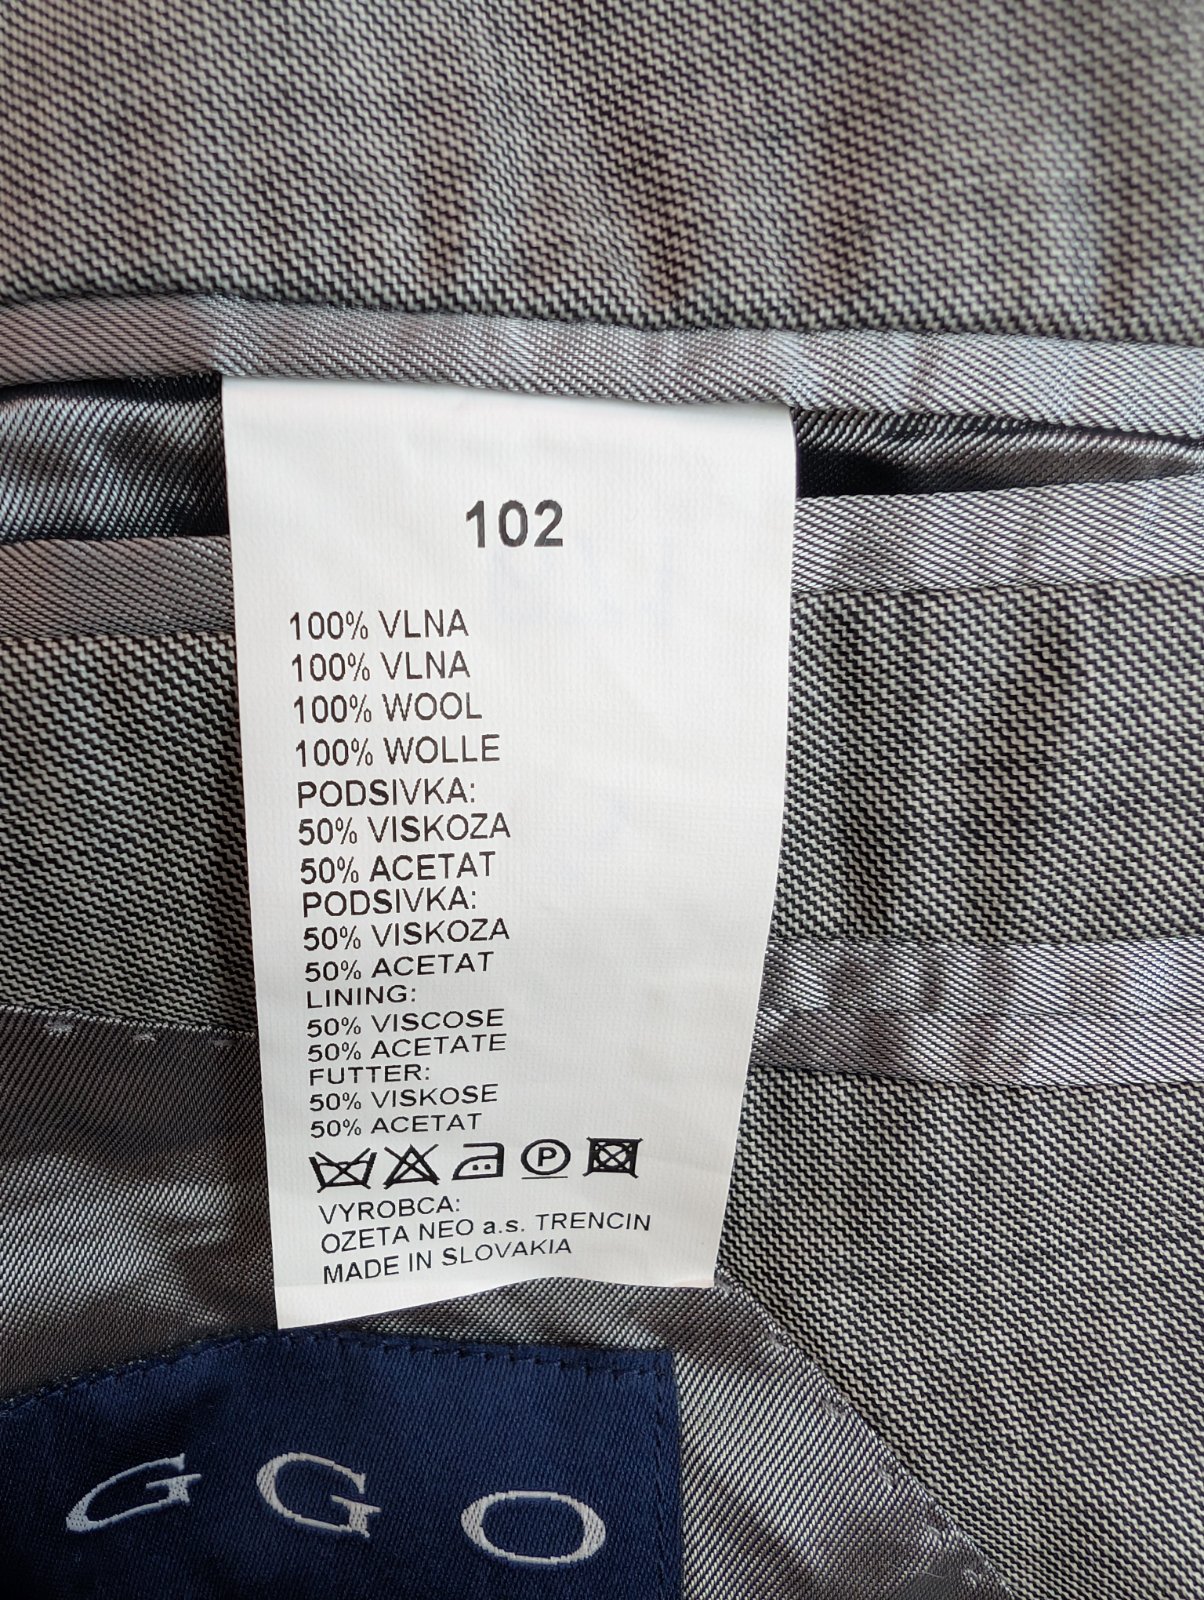 102
100% VLNA
100% VLNA
100% WOOL
100% WOLLE
PODSIVKA:
50% VISKOZA
50% ACETAT
PODSIVKA:
50% VISKOZA
50% ACETAT
LINING:
50% VISCOSE
50% ACETATE
FUTTER:
50% VISKOSE
50% ACETAT
P
VYROBCA:
OZETA NEO a.s. TRENCIN
MADE IN SLOVAKIA
GGO